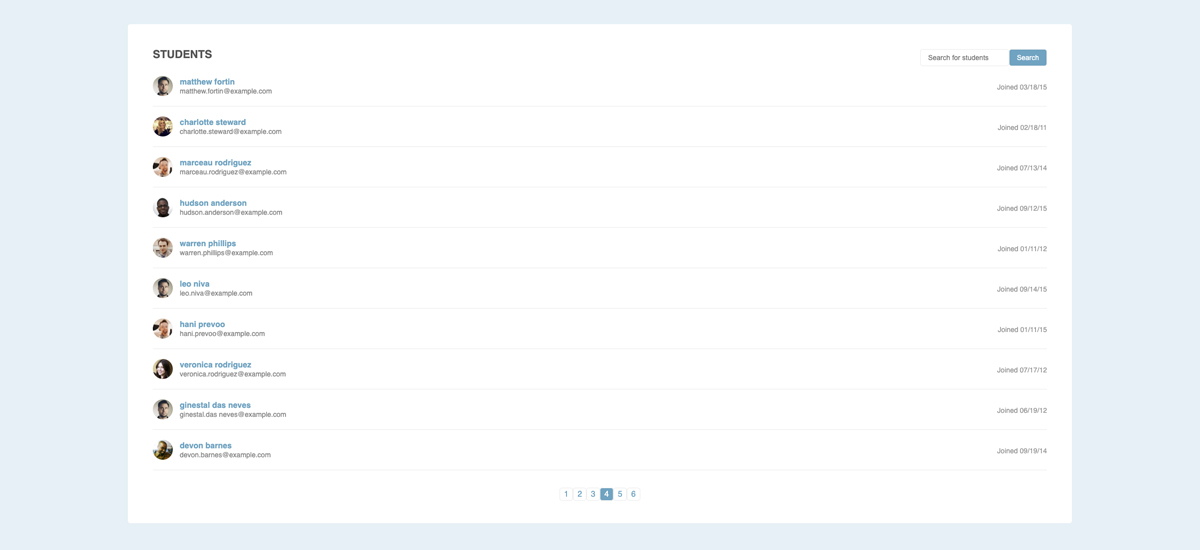 STUDENTS
Search for students
Search
matthew fortin
matthew.fortin@example.com
Joined 03/18/15
charlotte steward
charlotte.steward@example.com
Joined 02/18/11
marceau rodriguez
marceau.rodriguez@example.com
Joined 07/13/14
hudson anderson
hudson.anderson@example.com
Joined 09/12/15
warren phillips
warren.phillips@example.com
Joined 01/11/12
leo niva
leo.niva@example.com
Joined 09/14/15
hani prevoo
hani.prevoo@example.com
Joined 01/11/15
veronica rodriguez
veronica.rodriguez@example.com
Joined 07/17/12
ginestal das neves
ginestal.das neves@example.com
Joined 06/19/12
devon barnes
devon.barnes@example.com
Joined 09/19/14
1 2 3 4 5 6